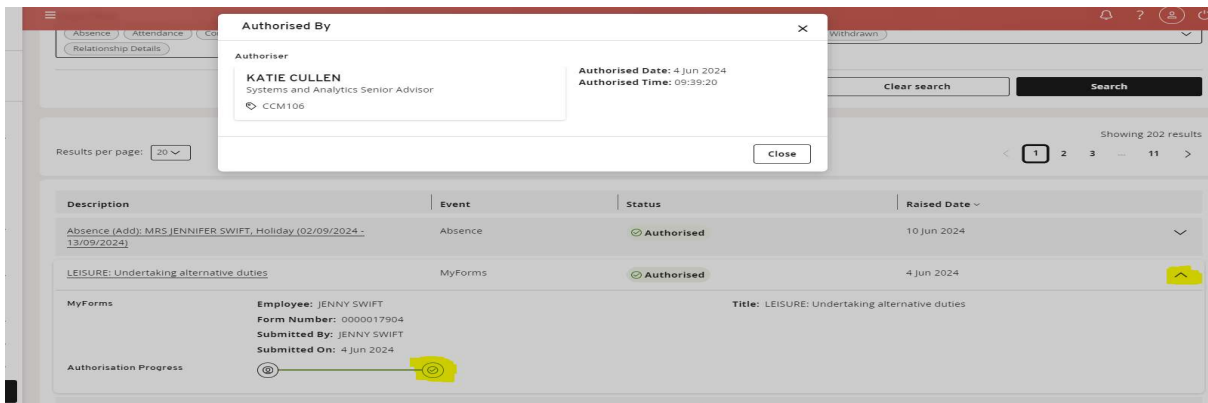 Authorised By
Absence
Attendance
Withdrawn
Relationship Details
Authoriser
KATIE CULLEN
Systems and Analytics Senior Advisor
CCM106
Authorised Date: 4 Jun 2024
Authorised Time: 09:39:20
Clear search
Search
Close
Showing 202 results
Results per page: 20
< 1 2 3 ... 11 >
Description Event Status Raised Date
Absence (Add): MRS JENNIFER SWIFT, Holiday (02/09/2024 - Absence Authorised 10 Jun 2024
13/09/2024)
LEISURE: Undertaking alternative duties MyForms Authorised 4 Jun 2024
MyForms Employee: JENNY SWIFT Title: LEISURE: Undertaking alternative duties
Form Number: 0000017904
Submitted By: JENNY SWIFT
Submitted On: 4 Jun 2024
Authorisation Progress